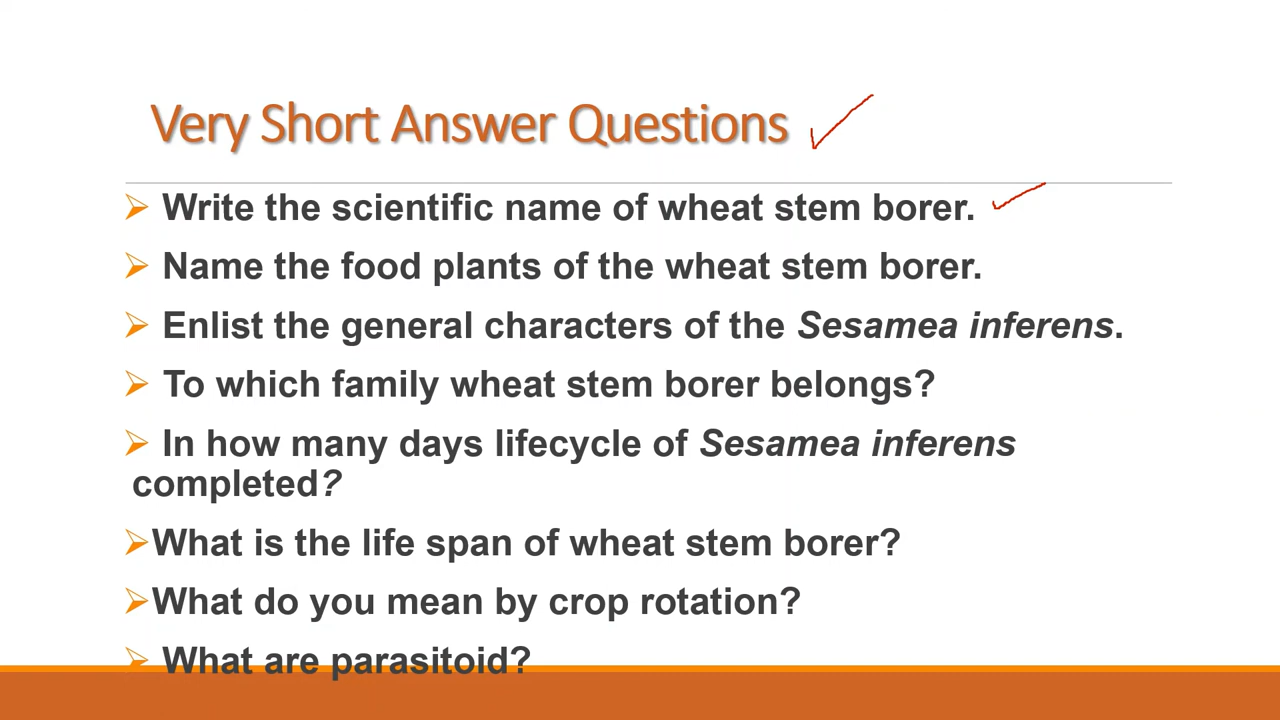 Very Short Answer Questions
Write the scientific name of wheat stem borer.
Name the food plants of the wheat stem borer.
Enlist the general characters of the Sesamea inferens.
To which family wheat stem borer belongs?
In how many days lifecycle of Sesamea inferens
completed?
What is the life span of wheat stem borer?
What do you mean by crop rotation?
What are parasitoid?